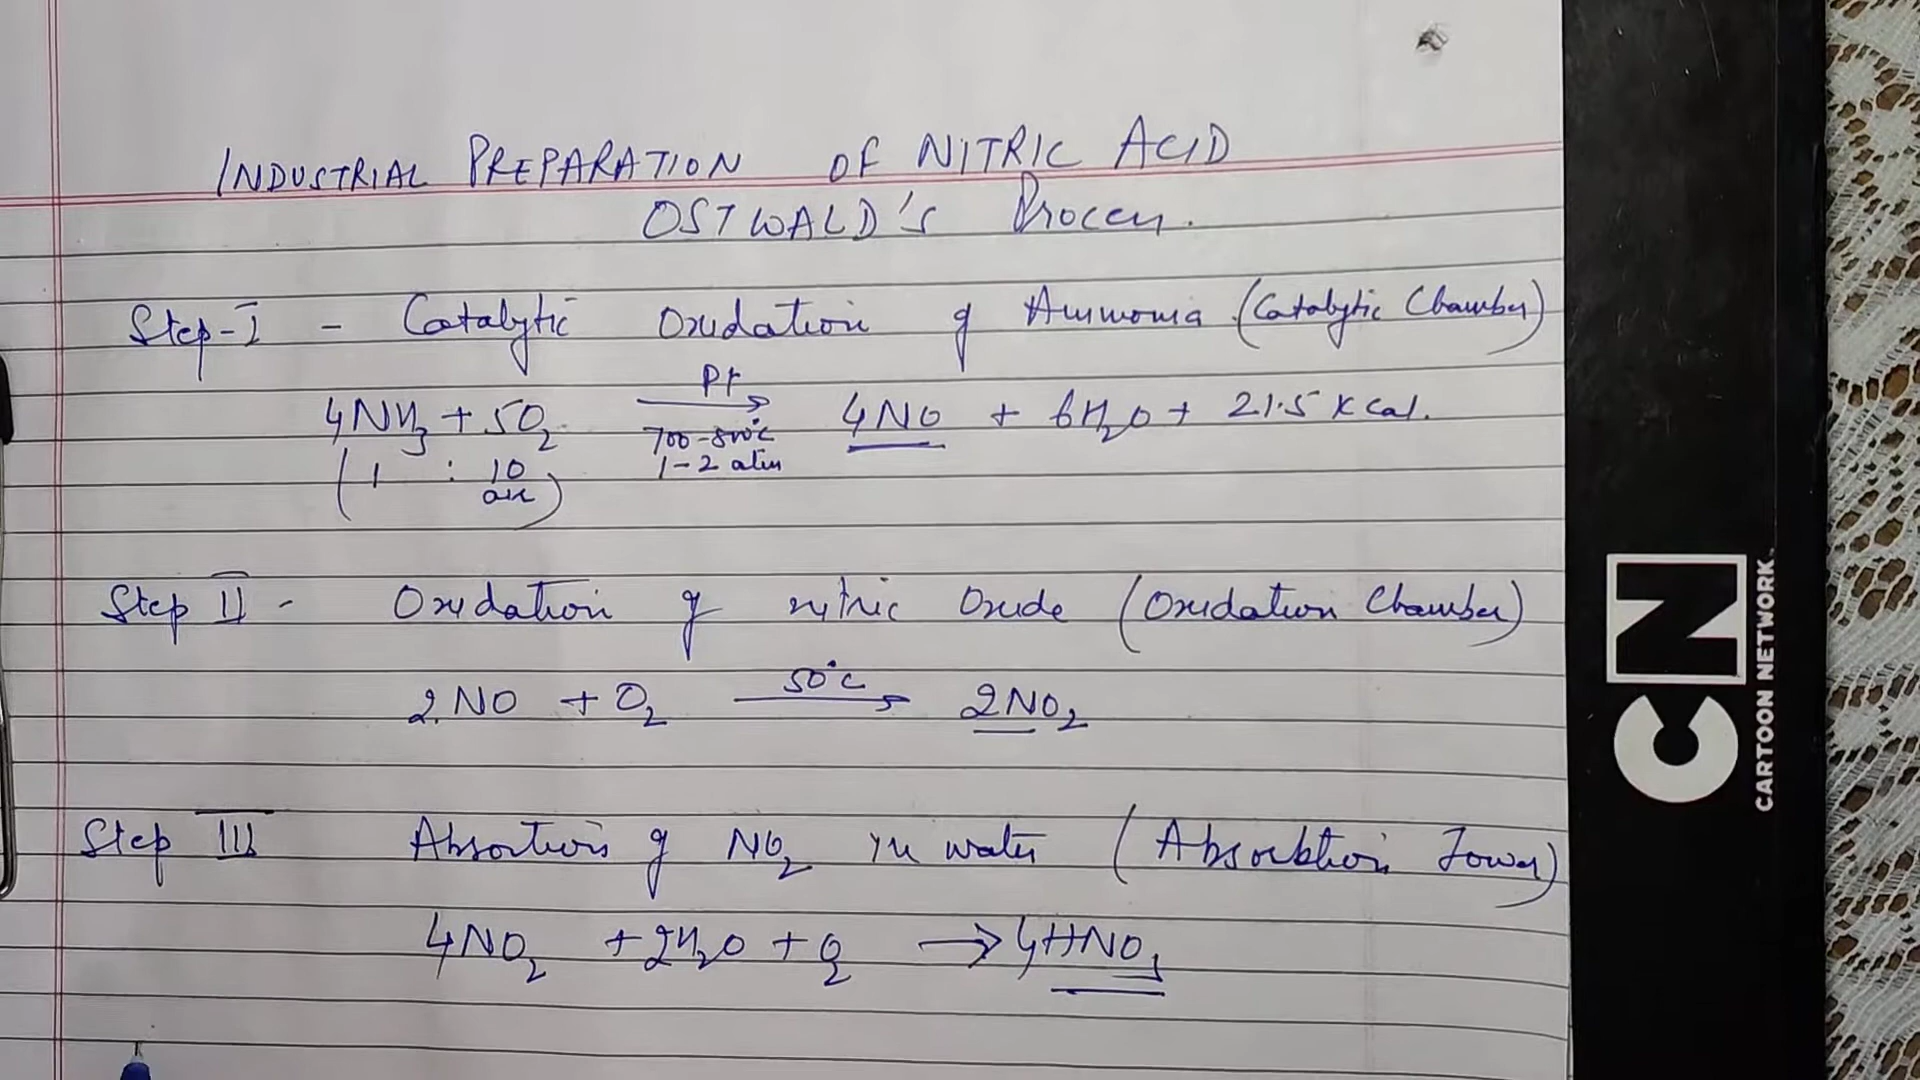 INDUSTRIAL PREPARATION OF NITRIC ACID
OSTWALD'S Process.
Step-I - Catalytic Oxidation of Ammonia (Catalytic Chamber)
Pt
4NH₃ + 5O₂ → 4NO + 6H₂O + 21.5 KCal.
700-800°C
(1 : 10 1-2 atm
air)
Step II - Oxidation of nitric Oxide (Oxidation Chamber)
50°C
2NO + O₂ → 2NO₂
Step III Absortion of NO₂ in water (Absorbtion Tower)
4NO₂ + 2H₂O + O₂ → 4HNO₃
CN
CARTOON NETWORK.